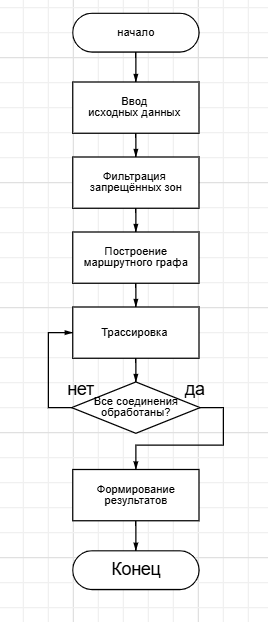 начало
Ввод
исходных данных
Фильтрация
запрещённых зон
Построение
маршрутного графа
Трассировка
нет
да
Все соединения
обработаны?
Формирование
результатов
Конец